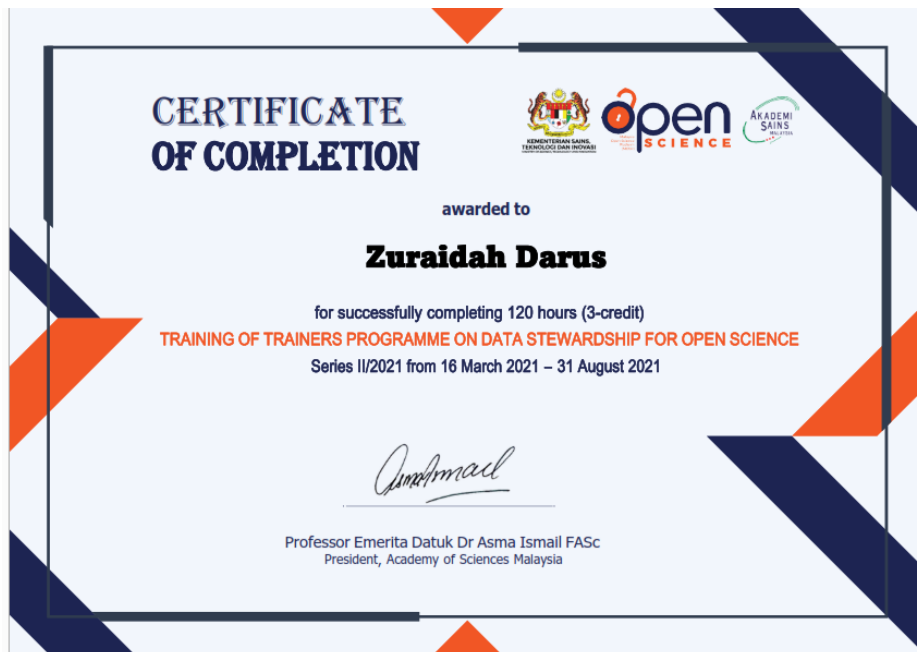 CERTIFICATE
OF COMPLETION
KEMENTERIAN SAINS,
TEKNOLOGI DAN INOVASI
open
SCIENCE
AKADEMI
SAINS
MALAYSIA
awarded to
Zuraidah Darus
for successfully completing 120 hours (3-credit)
TRAINING OF TRAINERS PROGRAMME ON DATA STEWARDSHIP FOR OPEN SCIENCE
Series II/2021 from 16 March 2021 – 31 August 2021
Professor Emerita Datuk Dr Asma Ismail FASc
President, Academy of Sciences Malaysia